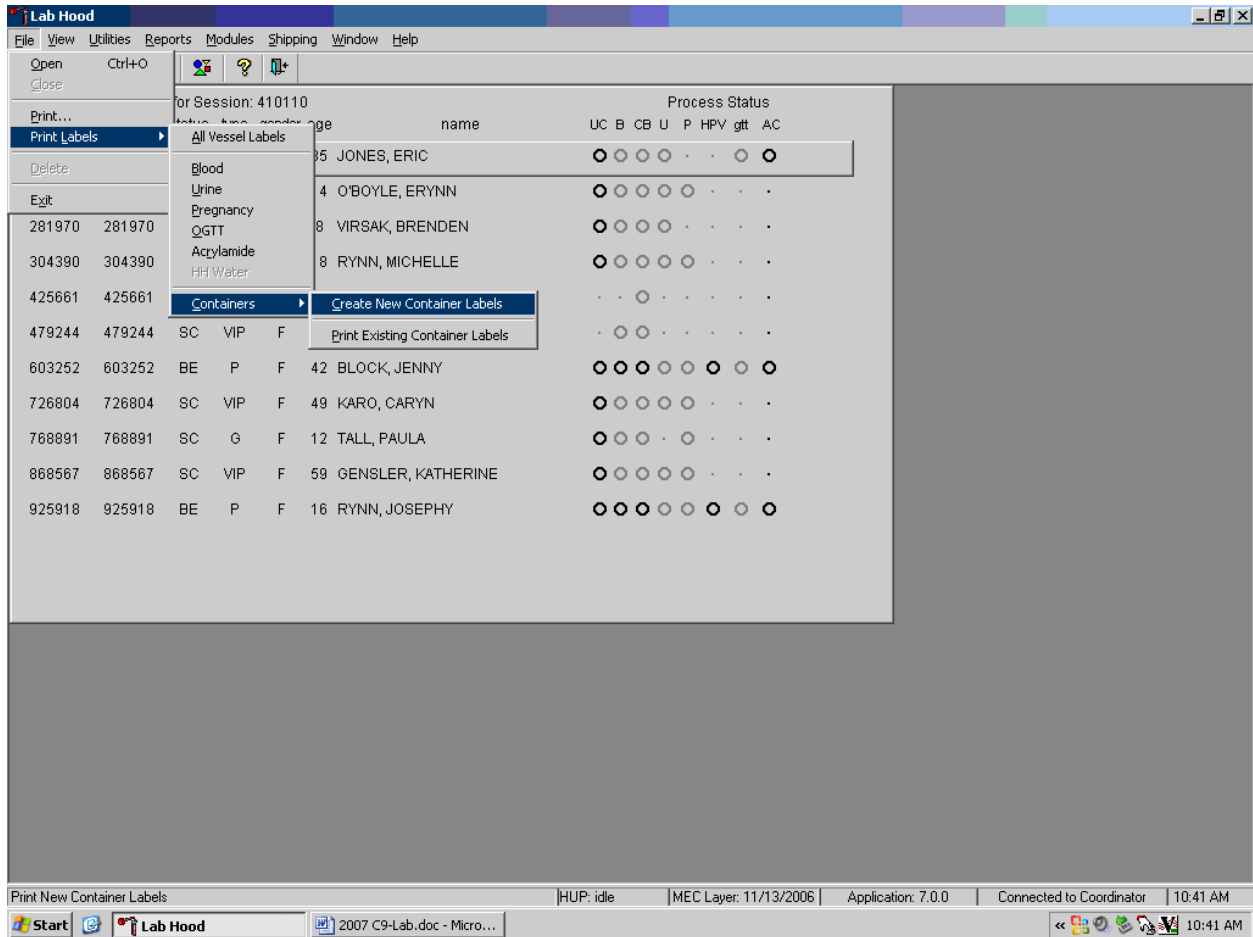 Lab Hood
File View Utilities Reports Modules Shipping Window Help
Open Ctrl+O
Close
Print...
Print Labels
Delete
Exit
All Vessel Labels
Blood
Urine
Pregnancy
OGTT
Acrylamide
HH Water
Containers
Create New Container Labels
Print Existing Container Labels
for Session: 410110 Process Status
age name UC B CB U P HPV gtt AC
35 JONES, ERIC
4 O'BOYLE, ERYNN
281970 281970 8 VIRSAK, BRENDEN
304390 304390 8 RYNN, MICHELLE
425661 425661
479244 479244 SC VIP F
603252 603252 BE P F 42 BLOCK, JENNY
726804 726804 SC VIP F 49 KARO, CARYN
768891 768891 SC G F 12 TALL, PAULA
868567 868567 SC VIP F 59 GENSLER, KATHERINE
925918 925918 BE P F 16 RYNN, JOSEPHY
Print New Container Labels HUP: idle MEC Layer: 11/13/2006 Application: 7.0.0 Connected to Coordinator 10:41 AM
Start Lab Hood 2007 C9-Lab.doc - Micro... « 10:41 AM